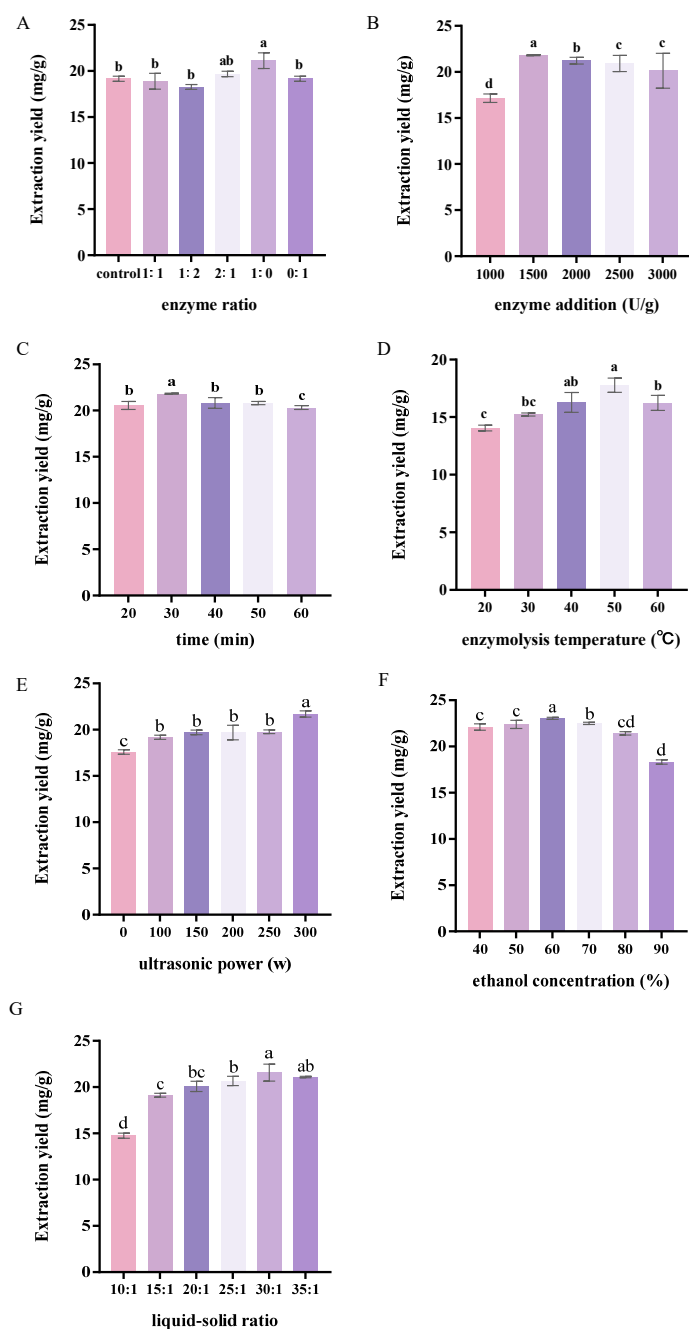 A
Extraction yield (mg/g)
25
20
15
10
5
0
b b b ab a b
control 1:1 1:2 2:1 1:0 0:1
enzyme ratio
B
Extraction yield (mg/g)
25
20
15
10
5
0
d a b c c
1000 1500 2000 2500 3000
enzyme addition (U/g)
C
Extraction yield (mg/g)
25
20
15
10
5
0
b a b b c
20 30 40 50 60
time (min)
D
Extraction yield (mg/g)
20
15
10
5
0
c bc ab a b
20 30 40 50 60
enzymolysis temperature (℃)
E
Extraction yield (mg/g)
25
20
15
10
5
0
c b b b b a
0 100 150 200 250 300
ultrasonic power (w)
F
Extraction yield (mg/g)
25
20
15
10
5
0
c c a b cd d
40 50 60 70 80 90
ethanol concentration (%)
G
Extraction yield (mg/g)
25
20
15
10
5
0
d c bc b a ab
10:1 15:1 20:1 25:1 30:1 35:1
liquid-solid ratio